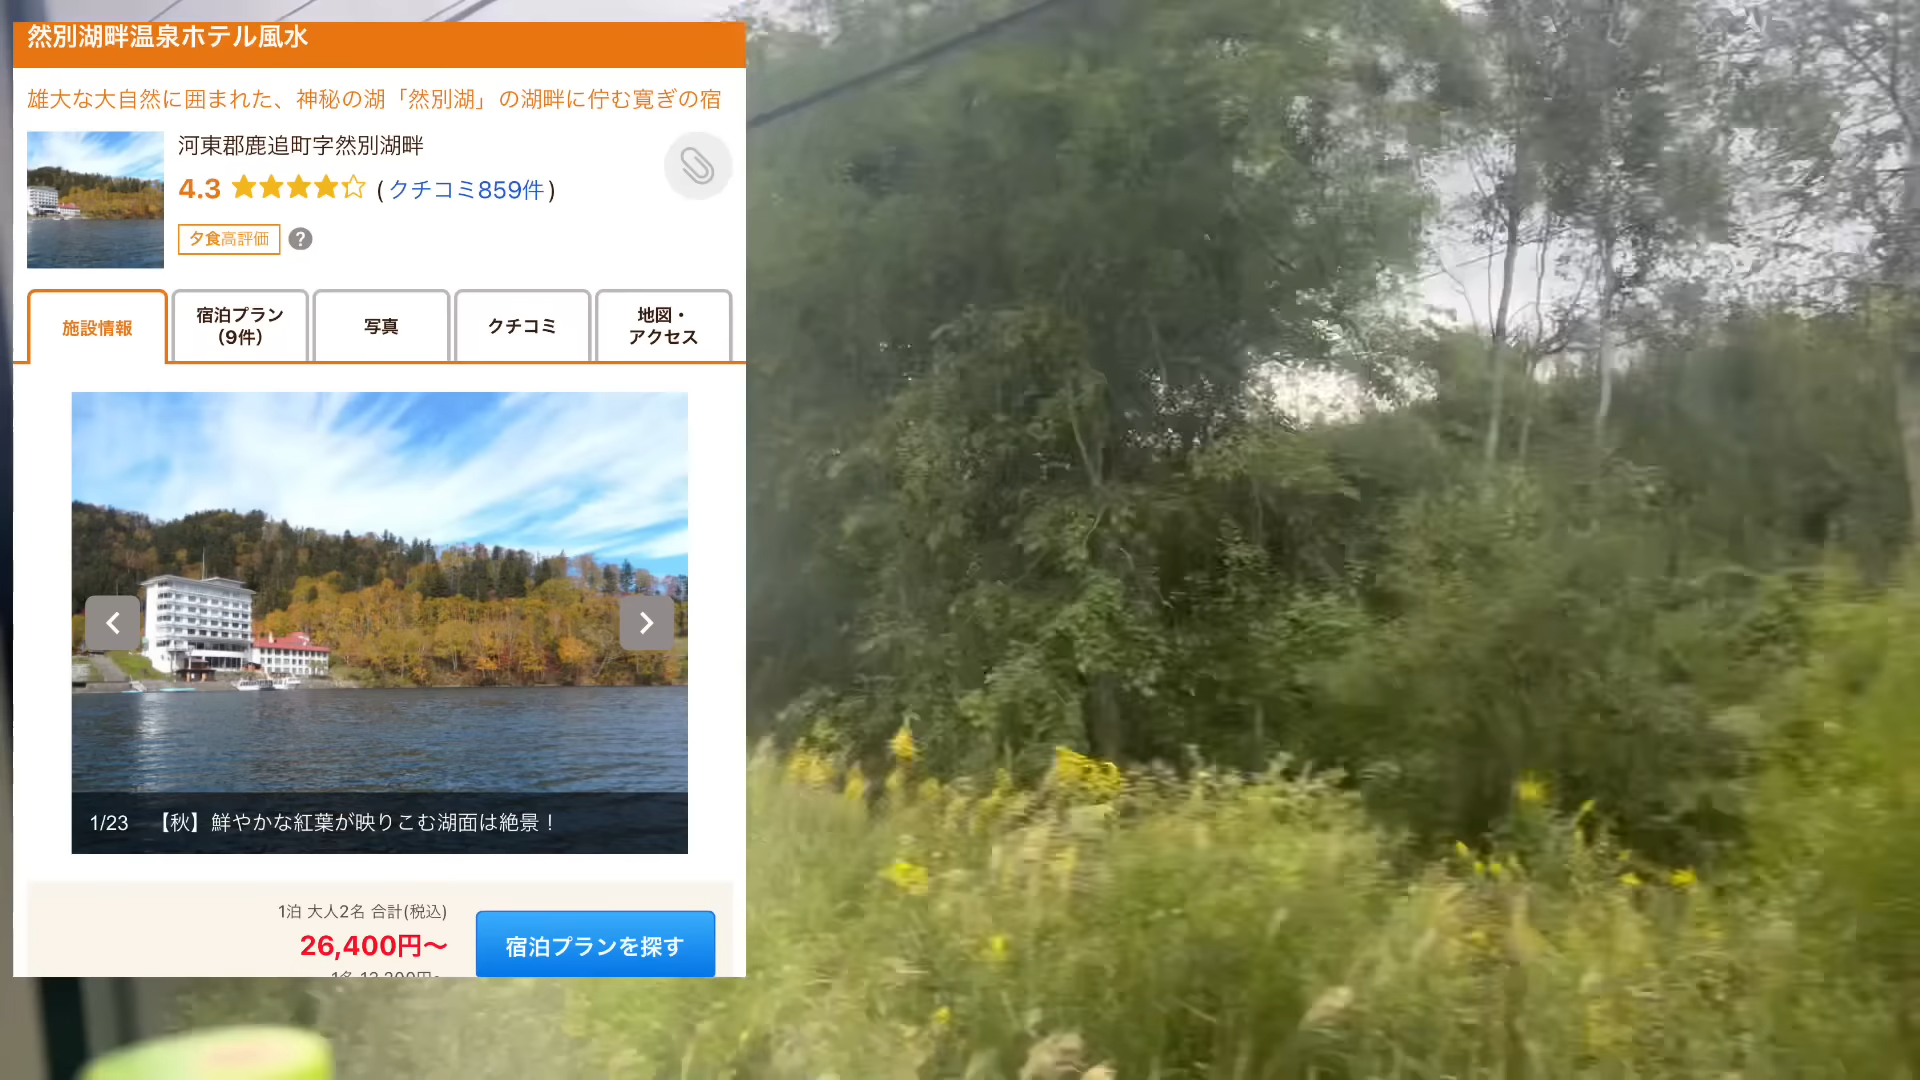 然別湖畔温泉ホテル風水
雄大な大自然に囲まれた、神秘の湖「然別湖」の湖畔に佇む寛ぎの宿
河東郡鹿追町字然別湖畔
4.3 ★★★★☆ (クチコミ859件)
夕食高評価 ?
施設情報
宿泊プラン
(9件)
写真
クチコミ
地図・
アクセス
1/23 【秋】鮮やかな紅葉が映りこむ湖面は絶景!
1泊 大人2名 合計(税込)
26,400円〜
宿泊プランを探す